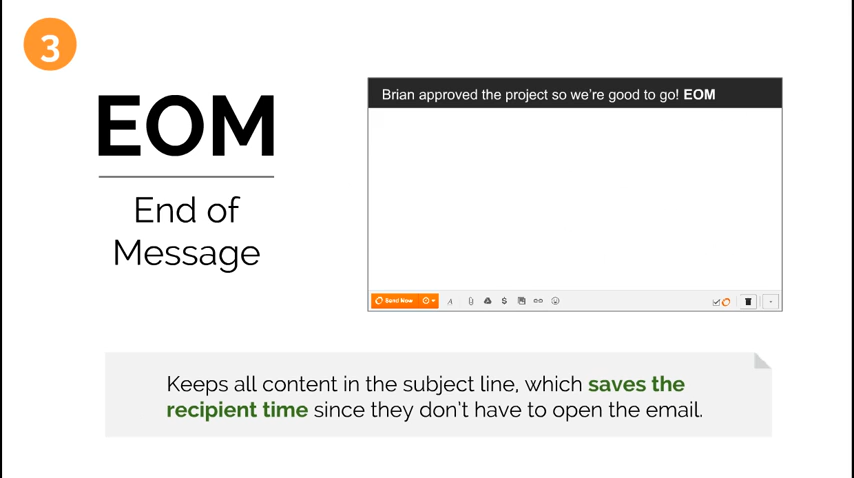 3
EOM
End of
Message
Brian approved the project so we're good to go! EOM
Send Now
Keeps all content in the subject line, which saves the
recipient time since they don't have to open the email.